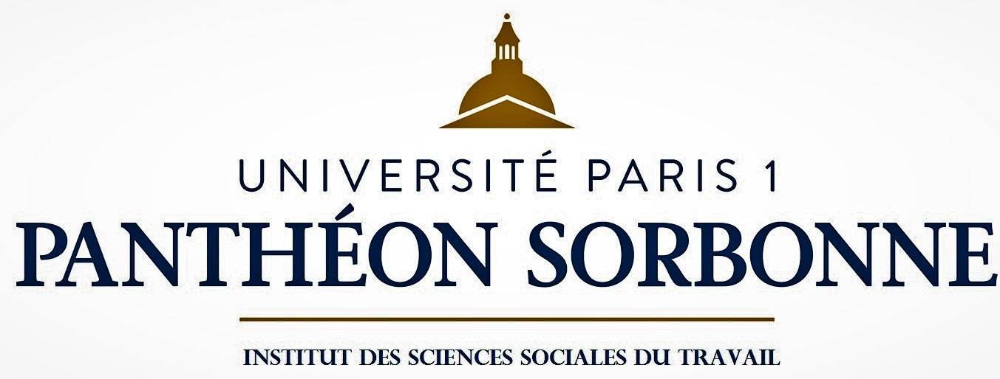 UNIVERSITÉ PARIS 1
PANTHÉON SORBONNE
INSTITUT DES SCIENCES SOCIALES DU TRAVAIL